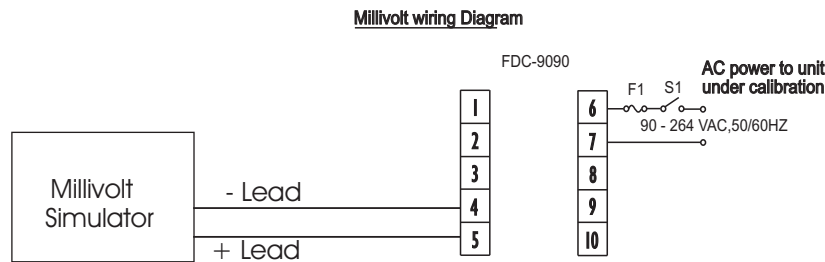 Millivolt wiring Diagram
FDC-9090
AC power to unit
under calibration
F1 S1
90 - 264 VAC,50/60HZ
1
2
3
4
5
6
7
8
9
10
Millivolt
Simulator
- Lead
+ Lead